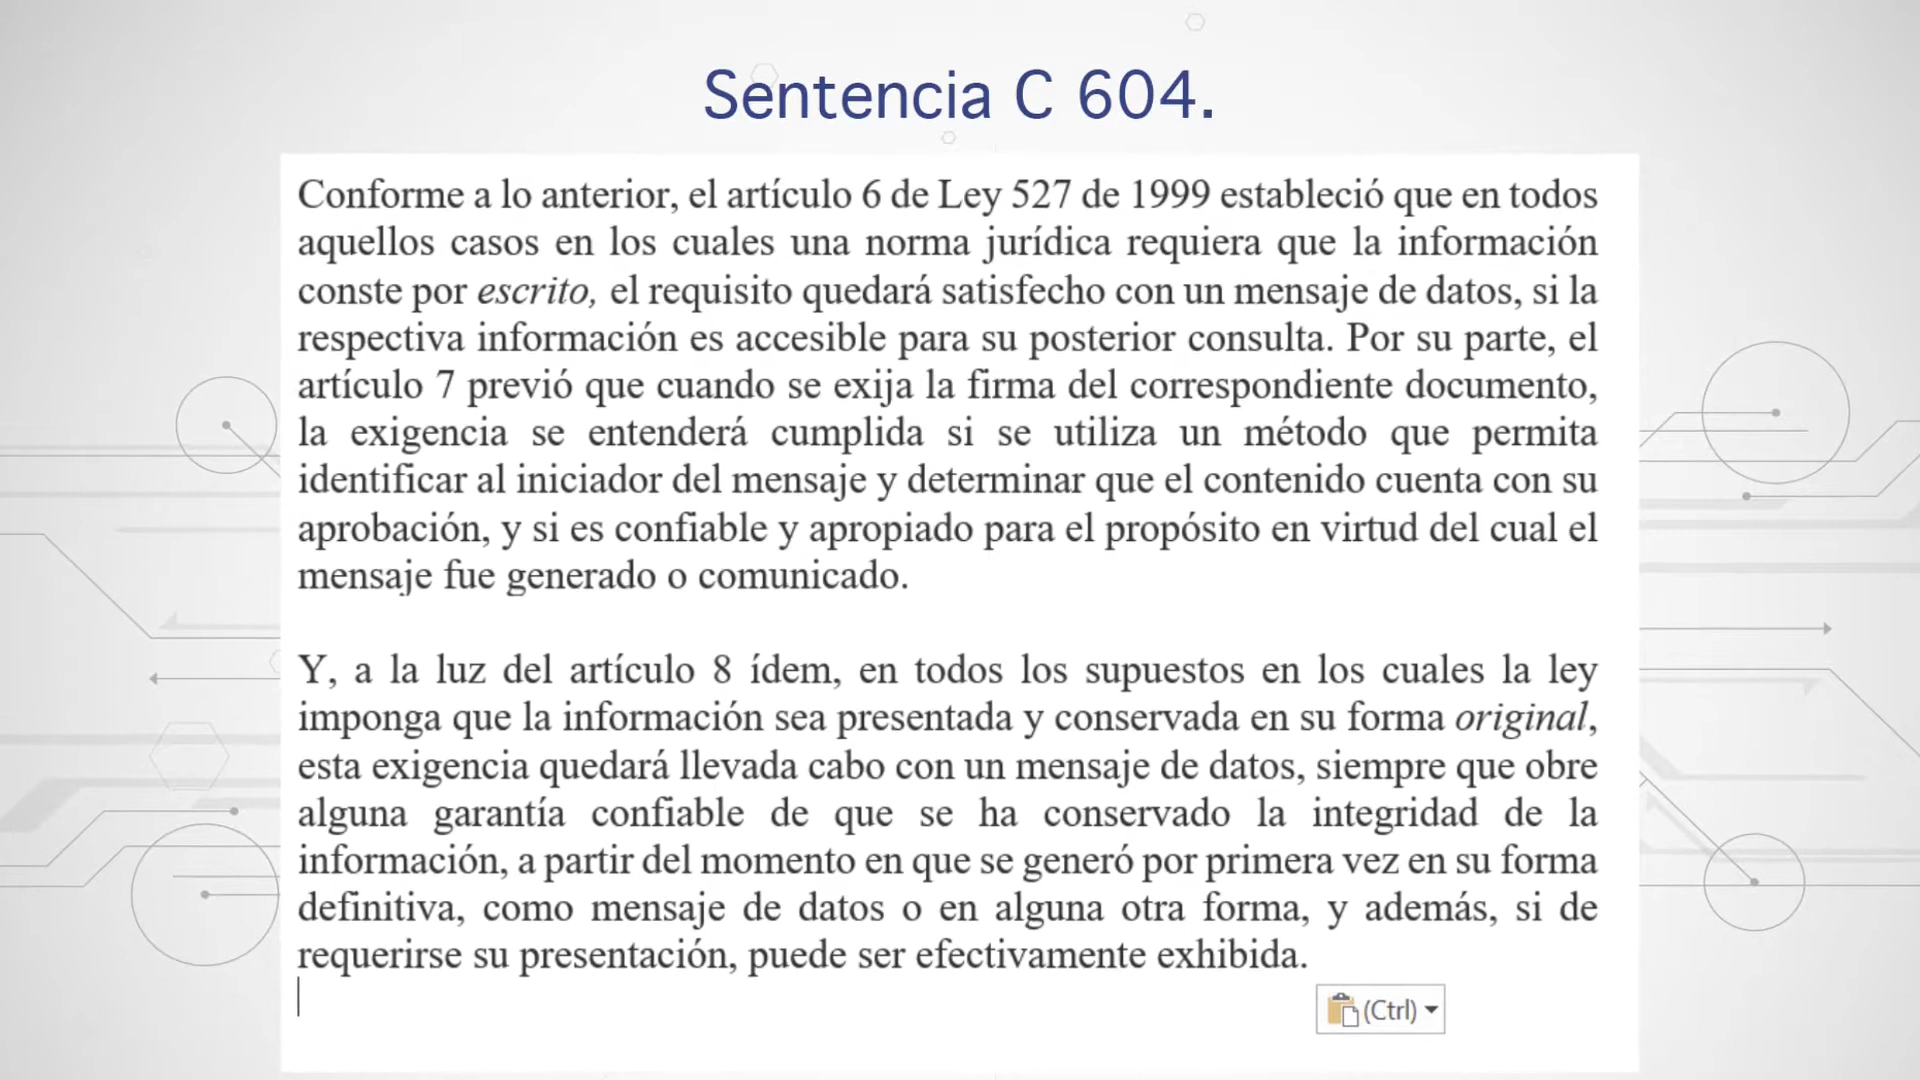 Sentencia C 604.
Conforme a lo anterior, el artículo 6 de Ley 527 de 1999 estableció que en todos
aquellos casos en los cuales una norma jurídica requiera que la información
conste por escrito, el requisito quedará satisfecho con un mensaje de datos, si la
respectiva información es accesible para su posterior consulta. Por su parte, el
artículo 7 previó que cuando se exija la firma del correspondiente documento,
la exigencia se entenderá cumplida si se utiliza un método que permita
identificar al iniciador del mensaje y determinar que el contenido cuenta con su
aprobación, y si es confiable y apropiado para el propósito en virtud del cual el
mensaje fue generado o comunicado.
Y, a la luz del artículo 8 ídem, en todos los supuestos en los cuales la ley
imponga que la información sea presentada y conservada en su forma original,
esta exigencia quedará llevada cabo con un mensaje de datos, siempre que obre
alguna garantía confiable de que se ha conservado la integridad de la
información, a partir del momento en que se generó por primera vez en su forma
definitiva, como mensaje de datos o en alguna otra forma, y además, si de
requerirse su presentación, puede ser efectivamente exhibida.
(Ctrl)